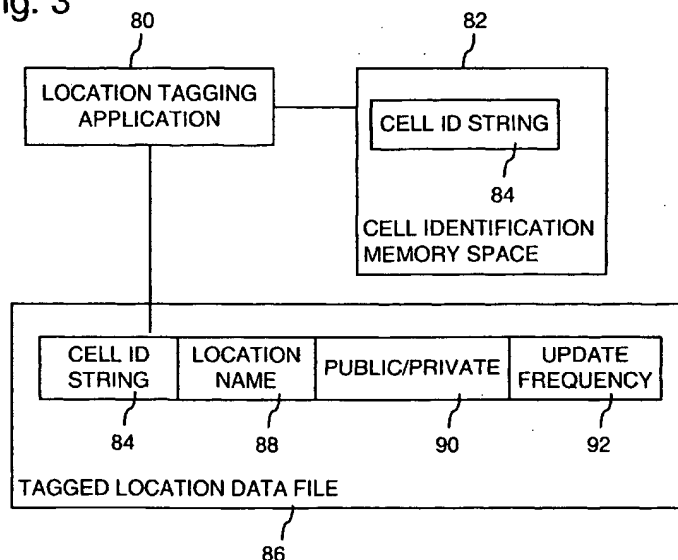 Fig. 3
80
82
LOCATION TAGGING
APPLICATION
CELL ID STRING
84
CELL IDENTIFICATION
MEMORY SPACE
CELL ID
STRING
LOCATION
NAME
PUBLIC/PRIVATE
UPDATE
FREQUENCY
84
88
90
92
TAGGED LOCATION DATA FILE
86